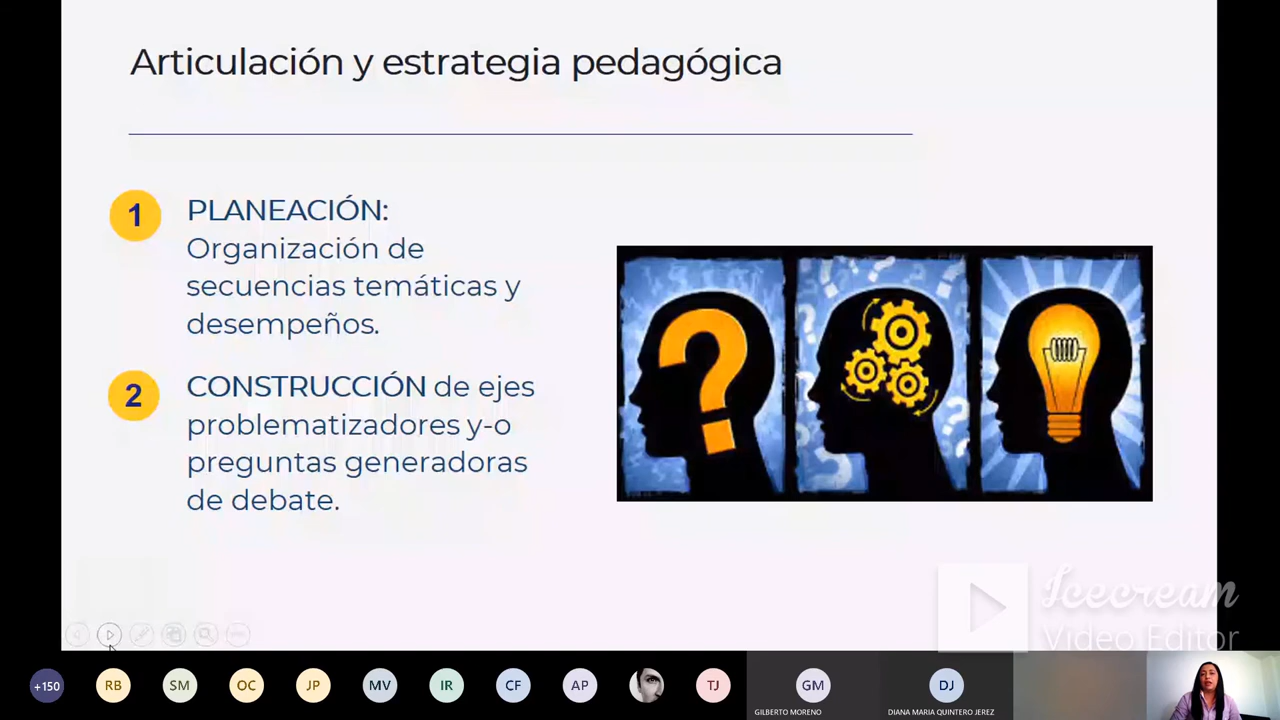 Articulación y estrategia pedagógica
1
PLANEACIÓN:
Organización de
secuencias temáticas y
desempeños.
2
CONSTRUCCIÓN de ejes
problematizadores y-o
preguntas generadoras
de debate.
Icecream
Video Editor
+150
RB
SM
OC
JP
MV
IR
CF
AP
TJ
GM
DJ
GILBERTO MORENO
DIANA MARIA QUINTERO JEREZ